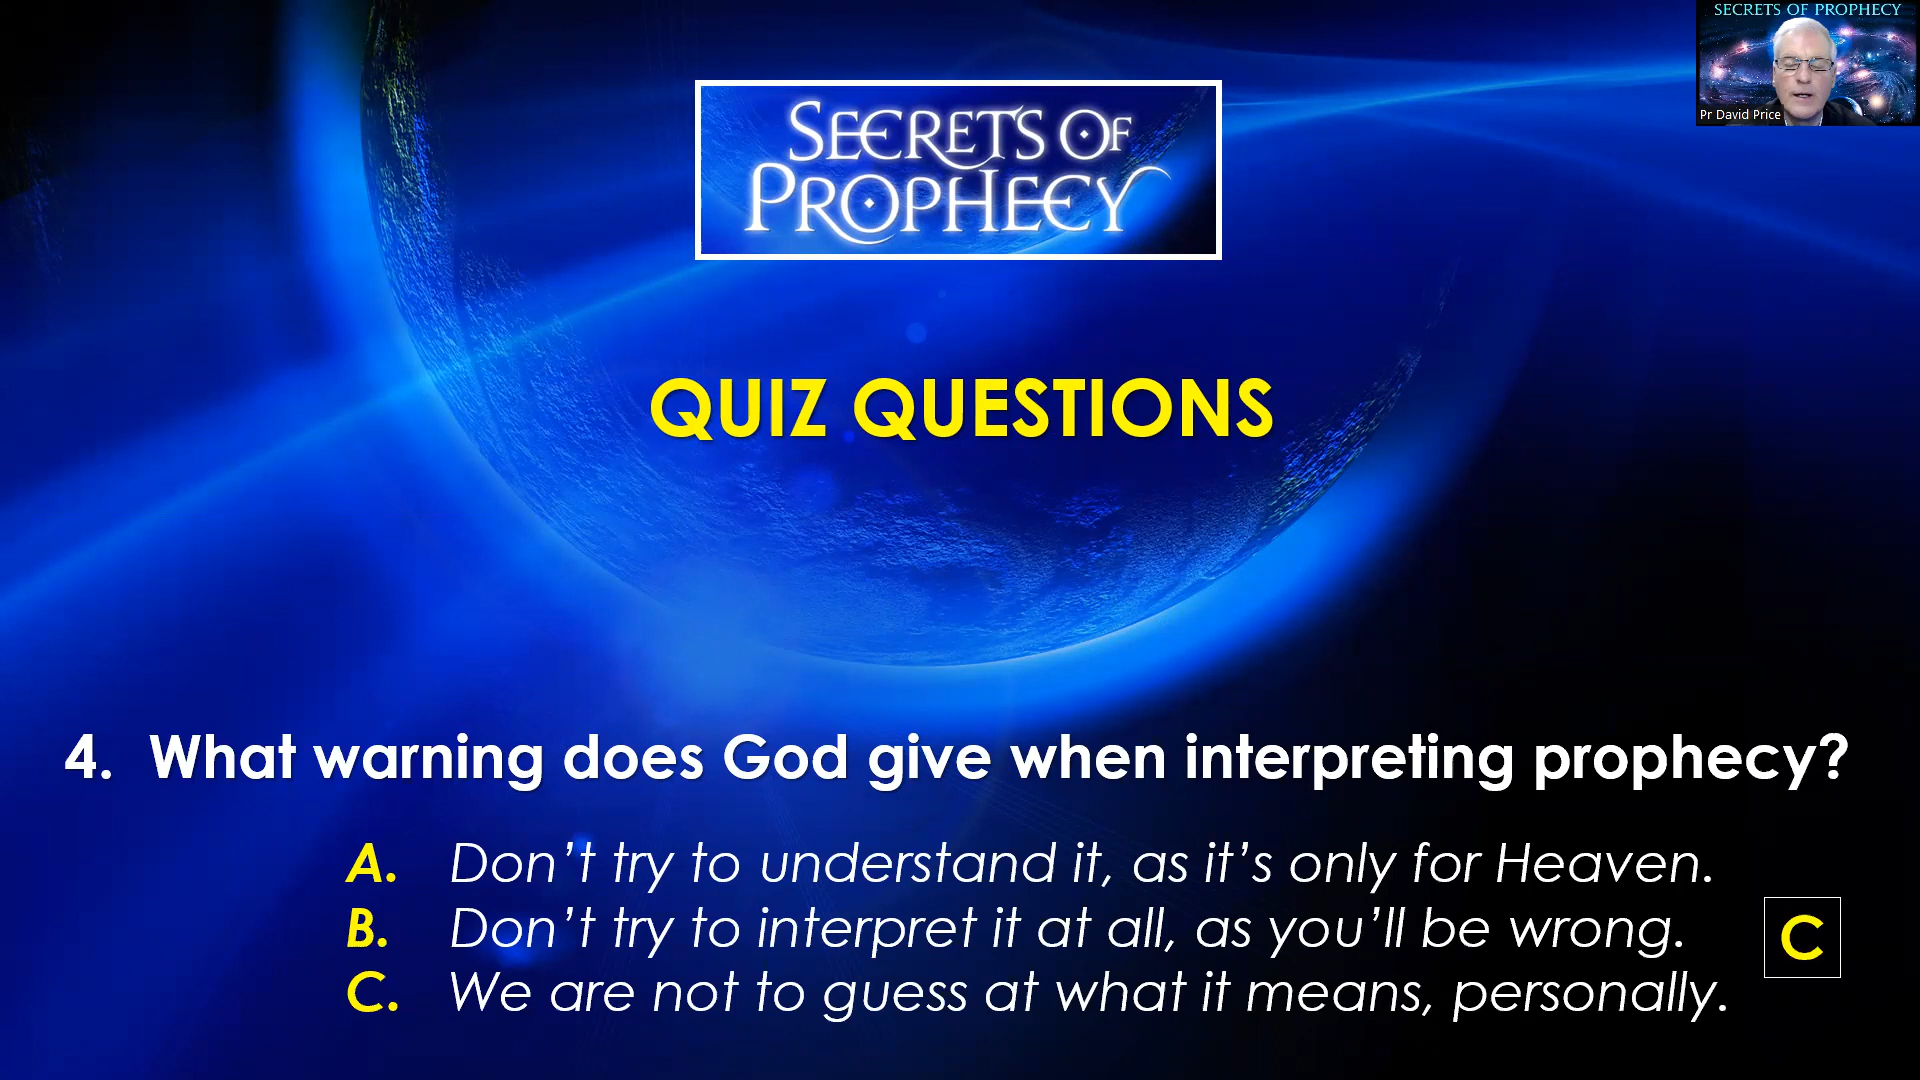 SECRETS OF PROPHECY
Pr David Price
SECRETS OF
PROPHECY
QUIZ QUESTIONS
4. What warning does God give when interpreting prophecy?
A. Don’t try to understand it, as it’s only for Heaven.
B. Don’t try to interpret it at all, as you’ll be wrong.
C. We are not to guess at what it means, personally.
C